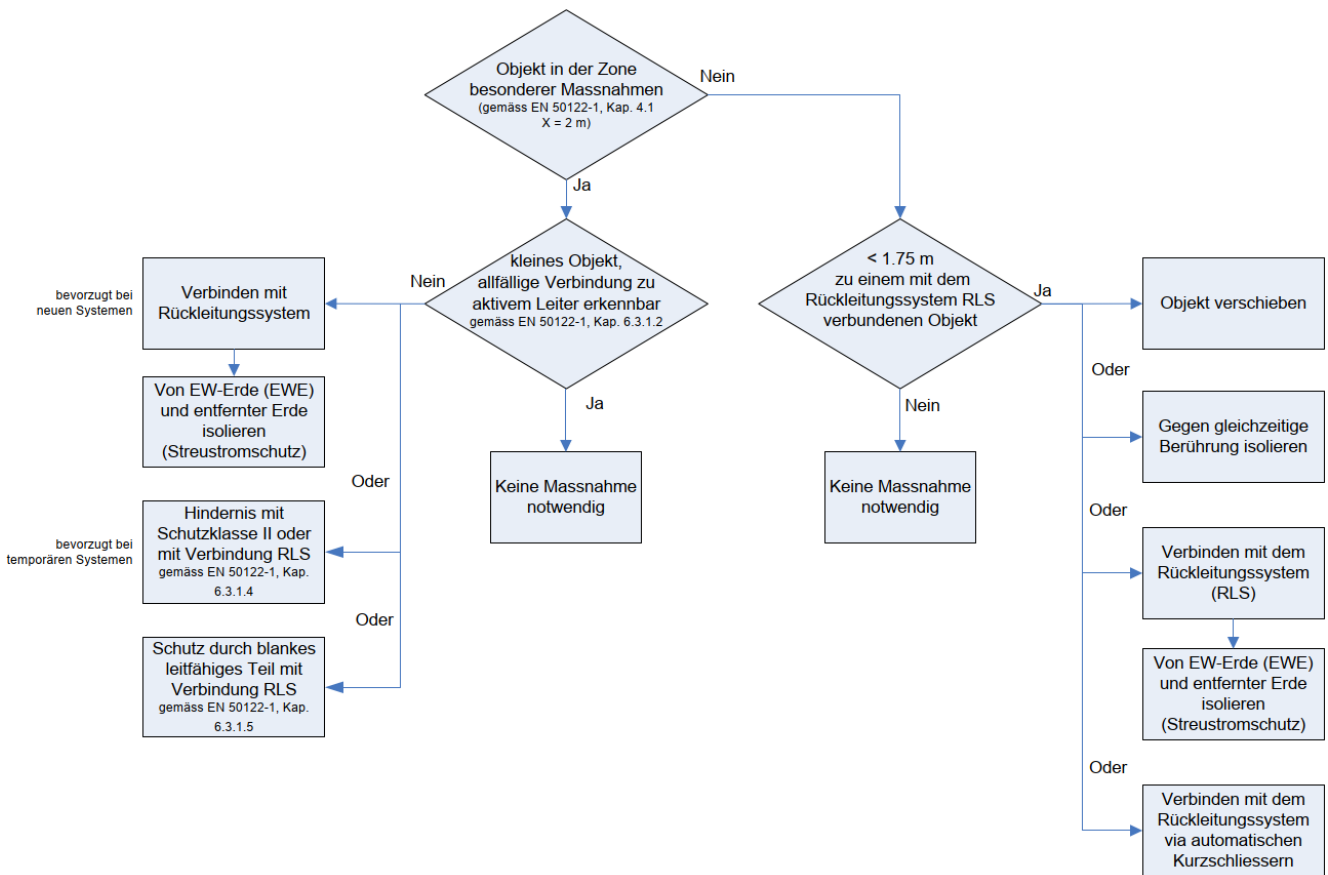 Objekt in der Zone
besonderer Massnahmen
(gemäss EN 50122-1, Kap. 4.1
X = 2 m)
Nein
Ja
kleines Objekt,
allfällige Verbindung zu
aktivem Leiter erkennbar
gemäss EN 50122-1, Kap. 6.3.1.2
Nein
bevorzugt bei
neuen Systemen
Verbinden mit
Rückleitungssystem
Von EW-Erde (EWE)
und entfernter Erde
isolieren
(Streustromschutz)
Oder
bevorzugt bei
temporären Systemen
Hindernis mit
Schutzklasse II oder
mit Verbindung RLS
gemäss EN 50122-1, Kap.
6.3.1.4
Oder
Schutz durch blankes
leitfähiges Teil mit
Verbindung RLS
gemäss EN 50122-1, Kap.
6.3.1.5
Ja
Keine Massnahme
notwendig
< 1.75 m
zu einem mit dem
Rückleitungssystem RLS
verbundenen Objekt
Nein
Keine Massnahme
notwendig
Ja
Objekt verschieben
Oder
Gegen gleichzeitige
Berührung isolieren
Oder
Verbinden mit dem
Rückleitungssystem
(RLS)
Von EW-Erde (EWE)
und entfernter Erde
isolieren
(Streustromschutz)
Oder
Verbinden mit dem
Rückleitungssystem
via automatischen
Kurzschliessern